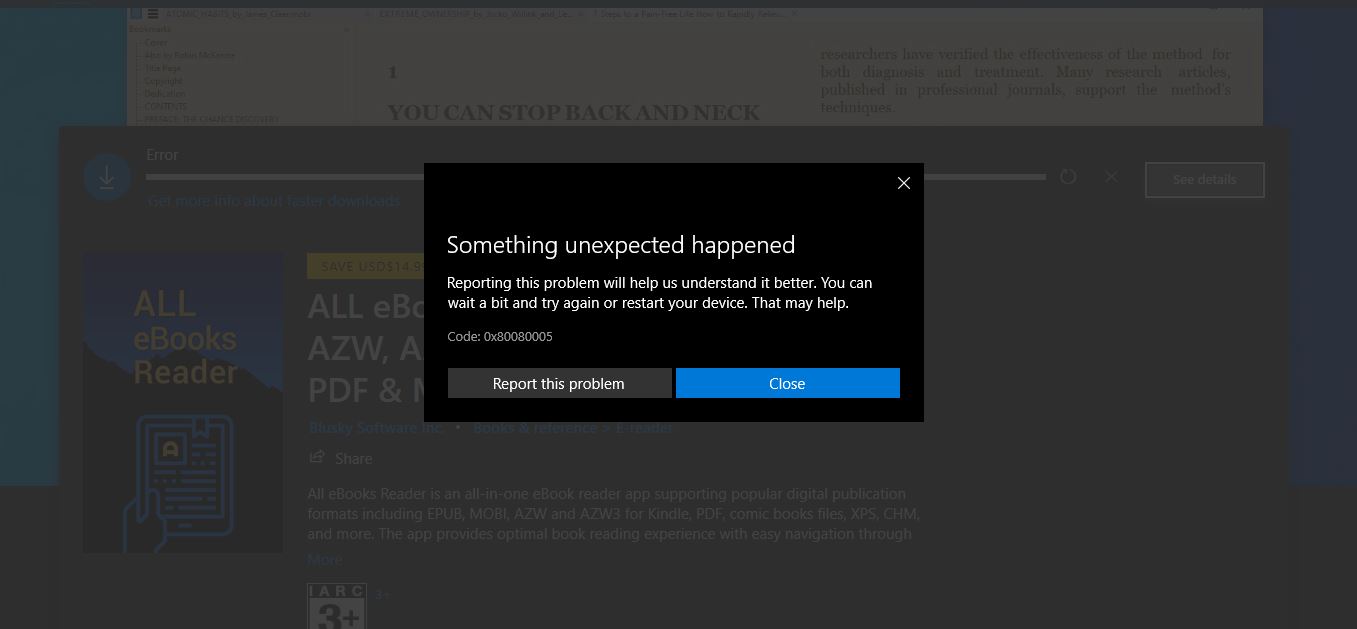 ATOMIC_HABITS_by_James_Clearmobi
EXTREME_OWNERSHIP_by_Jocko_Willink_and_Le...
7 Steps to a Pain-Free Life How to Rapidly Reliev...
Bookmarks
Cover
Also by Robin McKenzie
Title Page
Copyright
Dedication
CONTENTS
PREFACE: THE CHANCE DISCOVERY
1
YOU CAN STOP BACK AND NECK
researchers have verified the effectiveness of the method for
both diagnosis and treatment. Many research articles,
published in professional journals, support the method's
techniques.
Error
Get more info about faster downloads
See details
Something unexpected happened
Reporting this problem will help us understand it better. You can
wait a bit and try again or restart your device. That may help.
Code: 0x80080005
Report this problem
Close
ALL
eBooks
Reader
A
SAVE USD$14.99
ALL eBo
AZW, A
PDF & M
Blusky Software Inc. • Books & reference > E-reader
Share
All eBooks Reader is an all-in-one eBook reader app supporting popular digital publication
formats including EPUB, MOBI, AZW and AZW3 for Kindle, PDF, comic books files, XPS, CHM,
and more. The app provides optimal book reading experience with easy navigation through
More
IARC
3+
3+